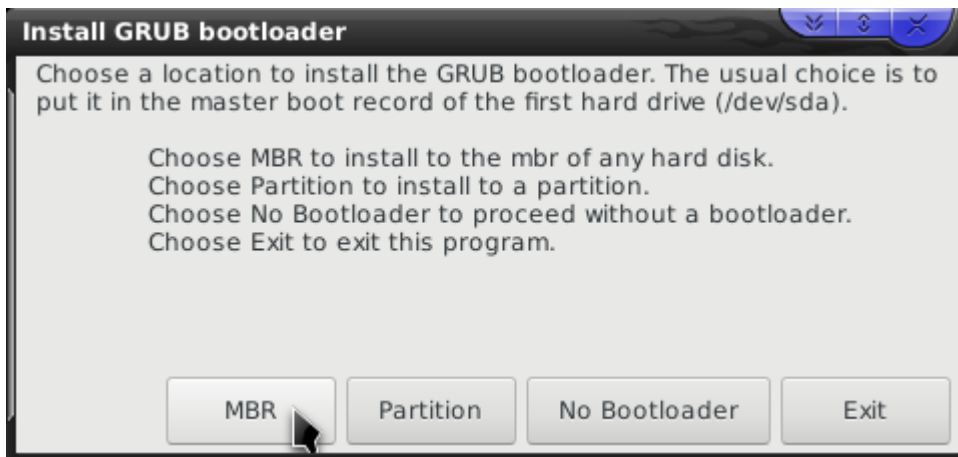 Install GRUB bootloader
Choose a location to install the GRUB bootloader. The usual choice is to
put it in the master boot record of the first hard drive (/dev/sda).
Choose MBR to install to the mbr of any hard disk.
Choose Partition to install to a partition.
Choose No Bootloader to proceed without a bootloader.
Choose Exit to exit this program.
MBR Partition No Bootloader Exit